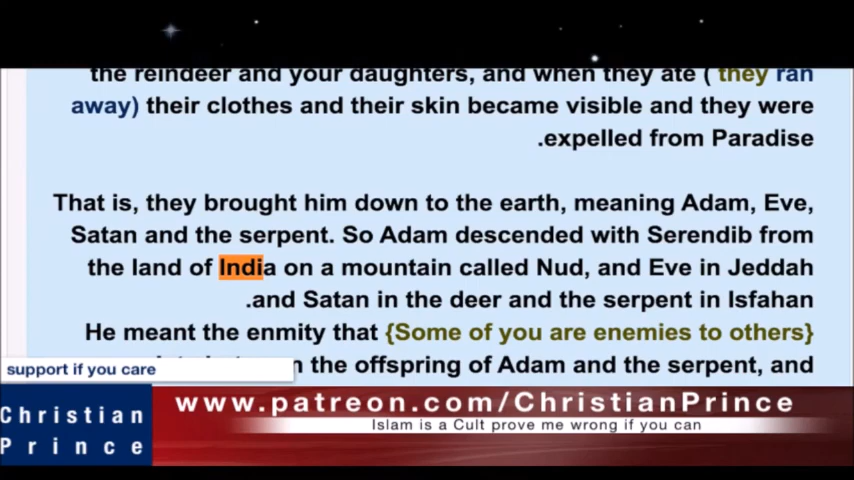 the reindeer and your daughters, and when they ate ( they ran
away) their clothes and their skin became visible and they were
.expelled from Paradise
That is, they brought him down to the earth, meaning Adam, Eve,
Satan and the serpent. So Adam descended with Serendib from
the land of India on a mountain called Nud, and Eve in Jeddah
.and Satan in the deer and the serpent in Isfahan
He meant the enmity that {Some of you are enemies to others}
the offspring of Adam and the serpent, and
support if you care
Christian
Prince
www.patreon.com/ChristianPrince
Islam is a Cult prove me wrong if you can